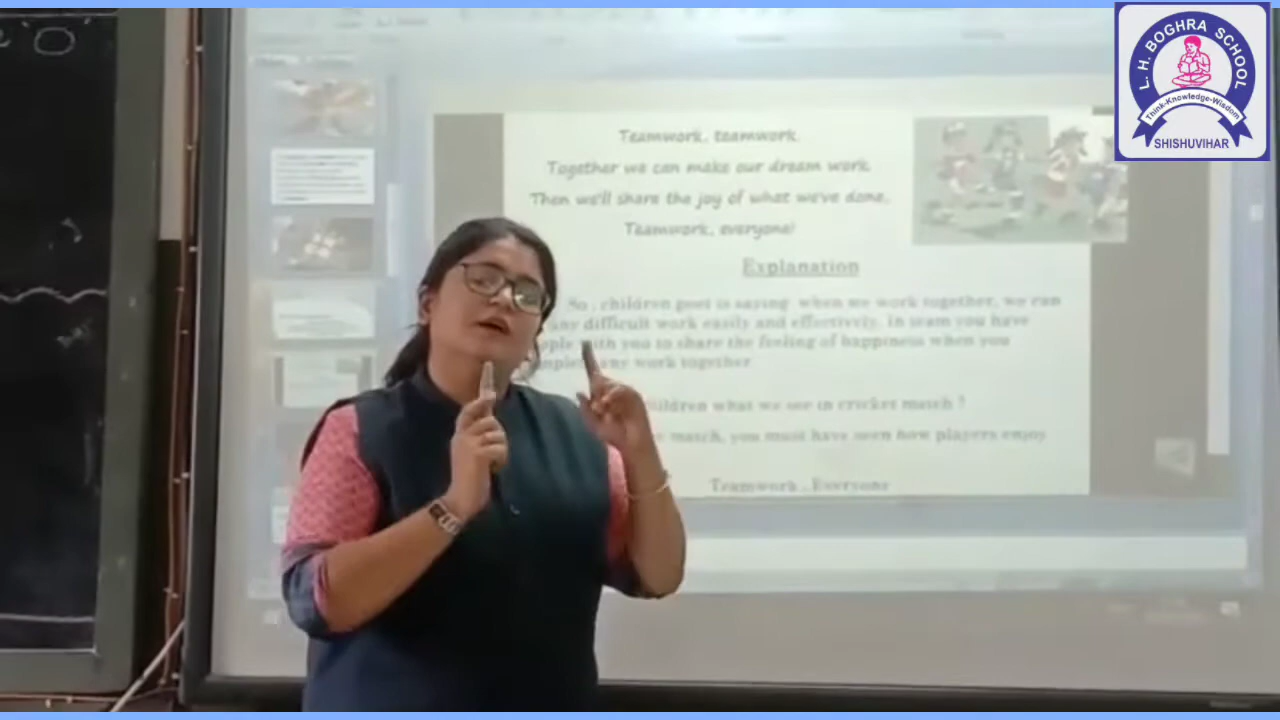 L. H. BOGHRA SCHOOL
Think-Knowledge-Wisdom
SHISHUVIHAR
Teamwork, teamwork,
Together we can make our dream work.
Then we'll share the joy of what we've done,
Teamwork, everyone!
Explanation
So , children poet is saying when we work together, we can
any difficult work easily and effectively. In team you have
with you to share the feeling of happiness when you
any work together
what we see in cricket match ?
match, you must have seen how players enjoy
Teamwork , Everyone